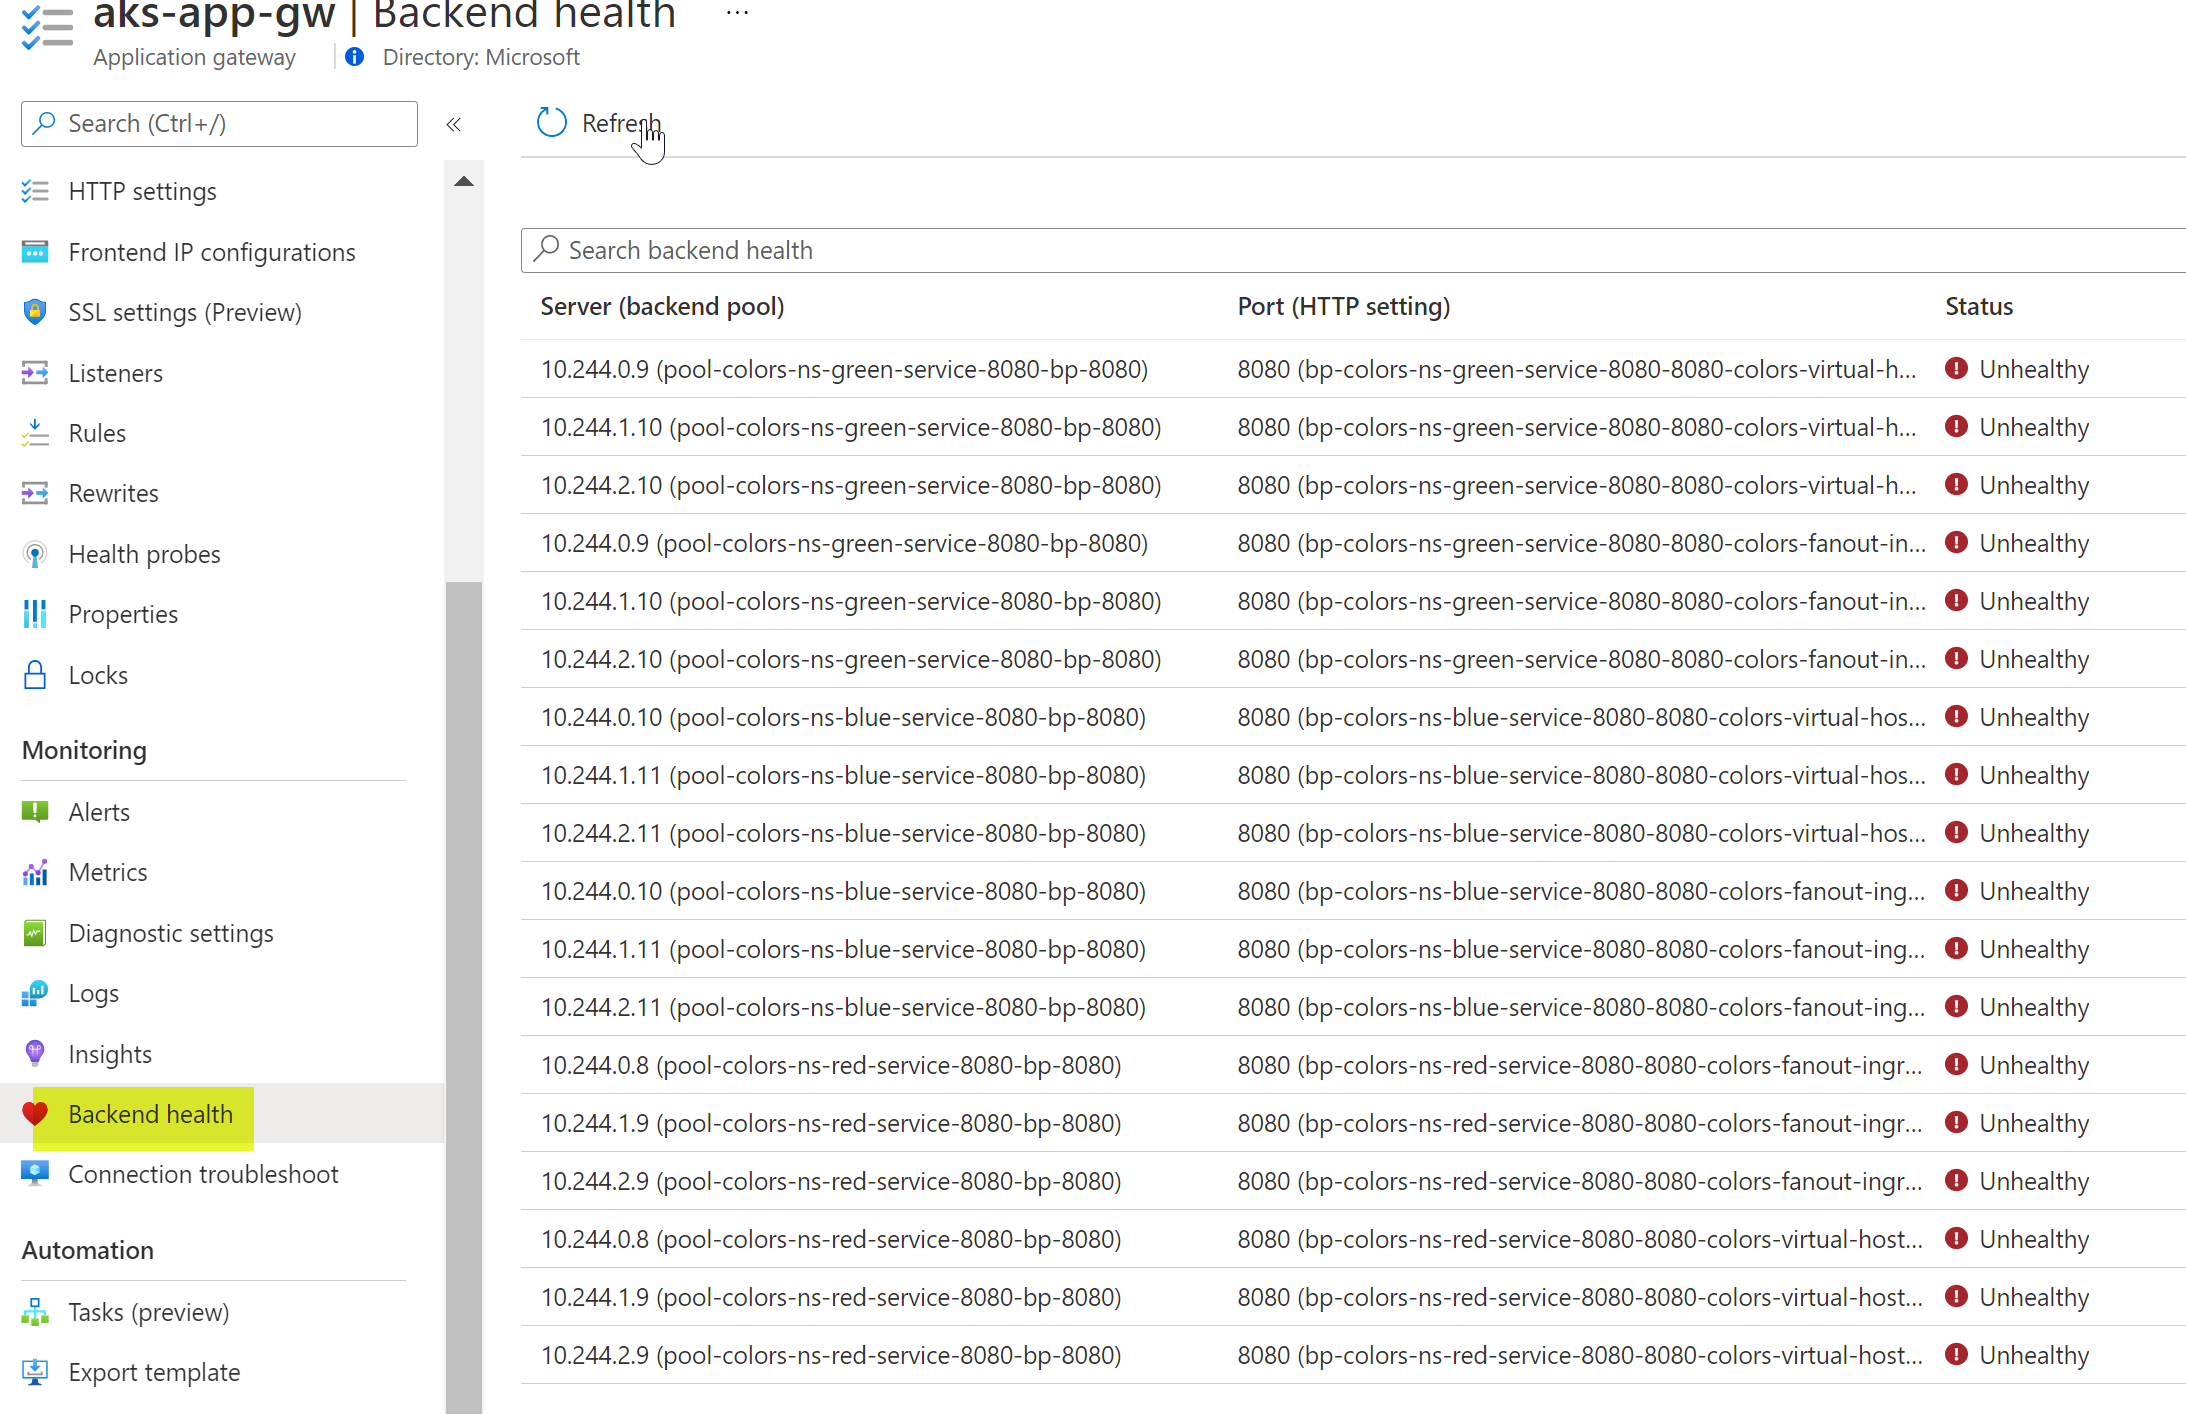 aks-app-gw | Backend health ...
Application gateway
Directory: Microsoft
Search (Ctrl+/)
«
HTTP settings
Frontend IP configurations
SSL settings (Preview)
Listeners
Rules
Rewrites
Health probes
Properties
Locks
Monitoring
Alerts
Metrics
Diagnostic settings
Logs
Insights
Backend health
Connection troubleshoot
Automation
Tasks (preview)
Export template
Refresh
Search backend health
Server (backend pool) Port (HTTP setting) Status
10.244.0.9 (pool-colors-ns-green-service-8080-bp-8080) 8080 (bp-colors-ns-green-service-8080-8080-colors-virtual-h... Unhealthy
10.244.1.10 (pool-colors-ns-green-service-8080-bp-8080) 8080 (bp-colors-ns-green-service-8080-8080-colors-virtual-h... Unhealthy
10.244.2.10 (pool-colors-ns-green-service-8080-bp-8080) 8080 (bp-colors-ns-green-service-8080-8080-colors-virtual-h... Unhealthy
10.244.0.9 (pool-colors-ns-green-service-8080-bp-8080) 8080 (bp-colors-ns-green-service-8080-8080-colors-fanout-in... Unhealthy
10.244.1.10 (pool-colors-ns-green-service-8080-bp-8080) 8080 (bp-colors-ns-green-service-8080-8080-colors-fanout-in... Unhealthy
10.244.2.10 (pool-colors-ns-green-service-8080-bp-8080) 8080 (bp-colors-ns-green-service-8080-8080-colors-fanout-in... Unhealthy
10.244.0.10 (pool-colors-ns-blue-service-8080-bp-8080) 8080 (bp-colors-ns-blue-service-8080-8080-colors-virtual-hos... Unhealthy
10.244.1.11 (pool-colors-ns-blue-service-8080-bp-8080) 8080 (bp-colors-ns-blue-service-8080-8080-colors-virtual-hos... Unhealthy
10.244.2.11 (pool-colors-ns-blue-service-8080-bp-8080) 8080 (bp-colors-ns-blue-service-8080-8080-colors-virtual-hos... Unhealthy
10.244.0.10 (pool-colors-ns-blue-service-8080-bp-8080) 8080 (bp-colors-ns-blue-service-8080-8080-colors-fanout-ing... Unhealthy
10.244.1.11 (pool-colors-ns-blue-service-8080-bp-8080) 8080 (bp-colors-ns-blue-service-8080-8080-colors-fanout-ing... Unhealthy
10.244.2.11 (pool-colors-ns-blue-service-8080-bp-8080) 8080 (bp-colors-ns-blue-service-8080-8080-colors-fanout-ing... Unhealthy
10.244.0.8 (pool-colors-ns-red-service-8080-bp-8080) 8080 (bp-colors-ns-red-service-8080-8080-colors-fanout-ingr... Unhealthy
10.244.1.9 (pool-colors-ns-red-service-8080-bp-8080) 8080 (bp-colors-ns-red-service-8080-8080-colors-fanout-ingr... Unhealthy
10.244.2.9 (pool-colors-ns-red-service-8080-bp-8080) 8080 (bp-colors-ns-red-service-8080-8080-colors-fanout-ingr... Unhealthy
10.244.0.8 (pool-colors-ns-red-service-8080-bp-8080) 8080 (bp-colors-ns-red-service-8080-8080-colors-virtual-host... Unhealthy
10.244.1.9 (pool-colors-ns-red-service-8080-bp-8080) 8080 (bp-colors-ns-red-service-8080-8080-colors-virtual-host... Unhealthy
10.244.2.9 (pool-colors-ns-red-service-8080-bp-8080) 8080 (bp-colors-ns-red-service-8080-8080-colors-virtual-host... Unhealthy